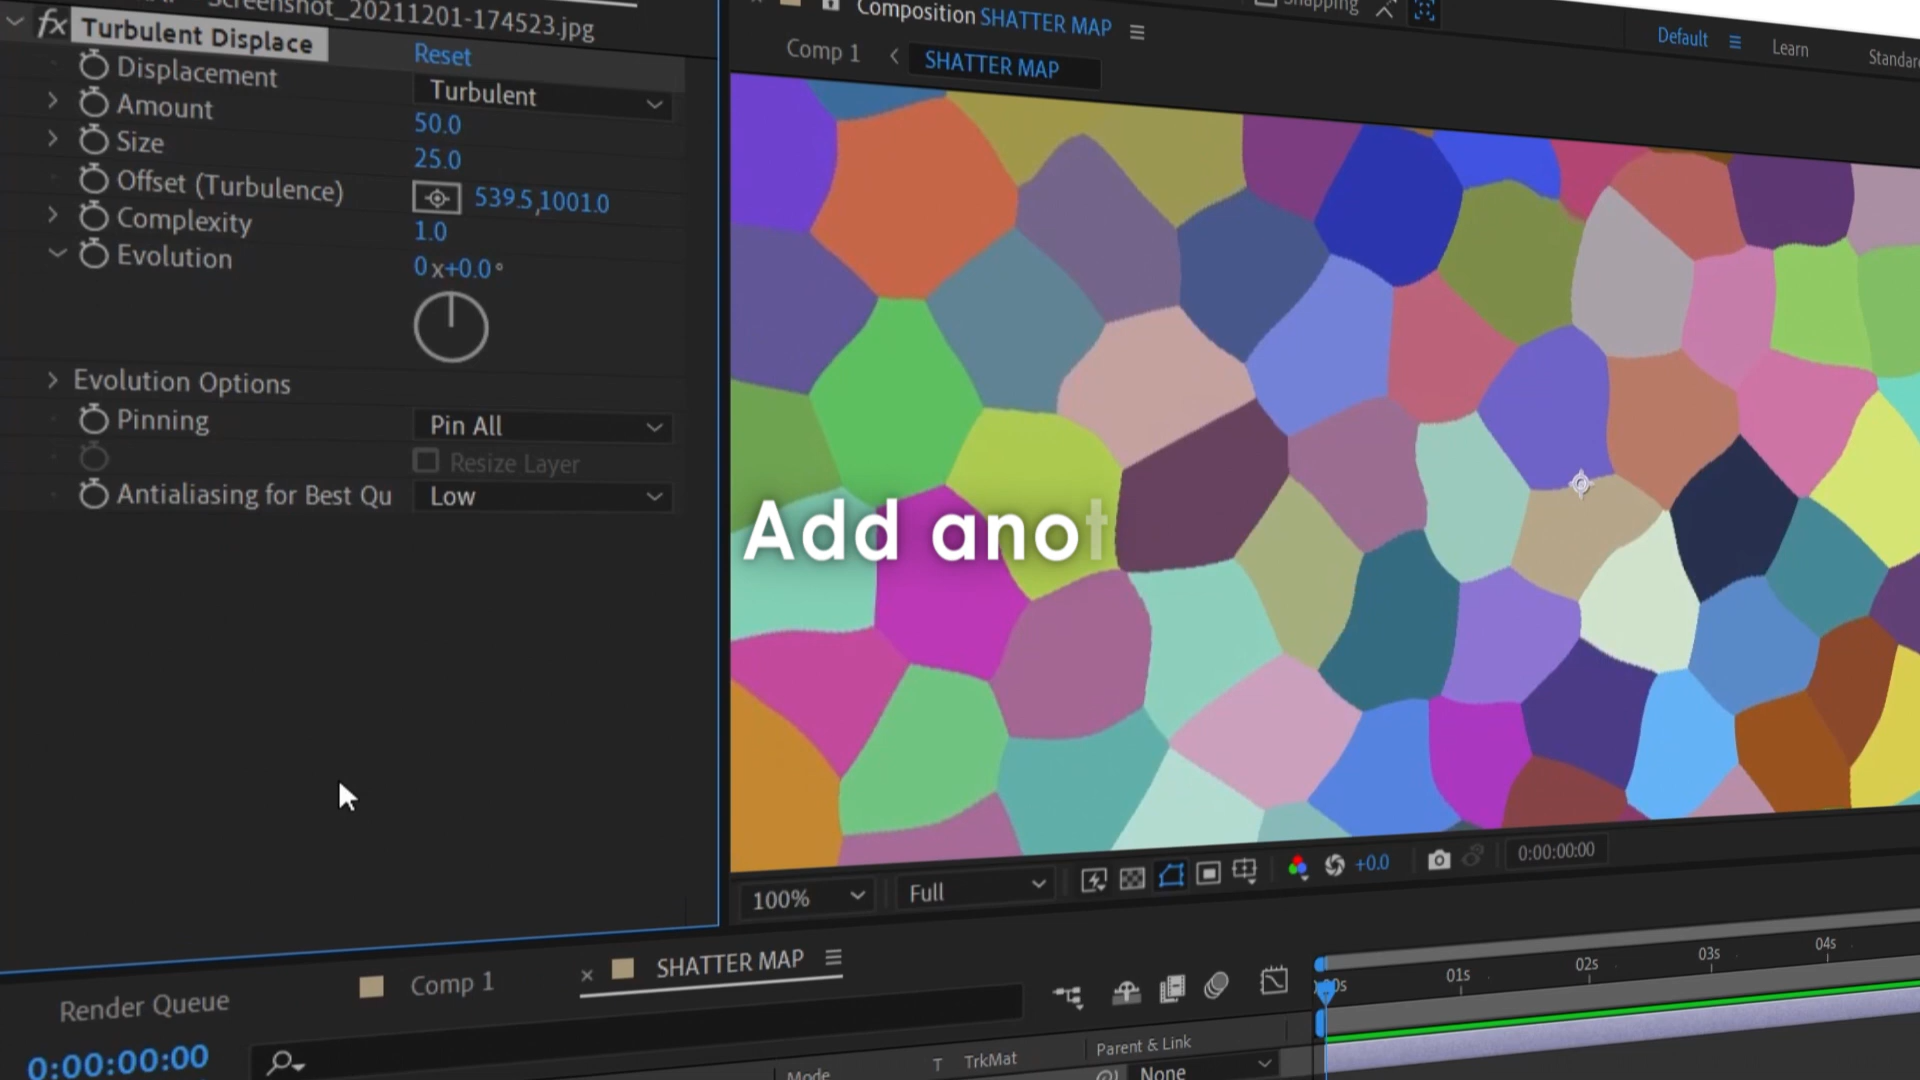 Screenshot_20211201-174523.jpg
fx Turbulent Displace Reset
Displacement Turbulent
Amount 50.0
Size 25.0
Offset (Turbulence) 539.5,1001.0
Complexity 1.0
Evolution 0x+0.0°
Evolution Options
Pinning Pin All
Resize Layer
Antialiasing for Best Qu Low
Snapping
Composition SHATTER MAP
Default Learn Standar
Comp 1 SHATTER MAP
Add anot
100% Full +0.0 0:00:00:00
Render Queue Comp 1 × SHATTER MAP
01s 02s 03s 04s
0:00:00:00
Mode T TrkMat Parent & Link
None